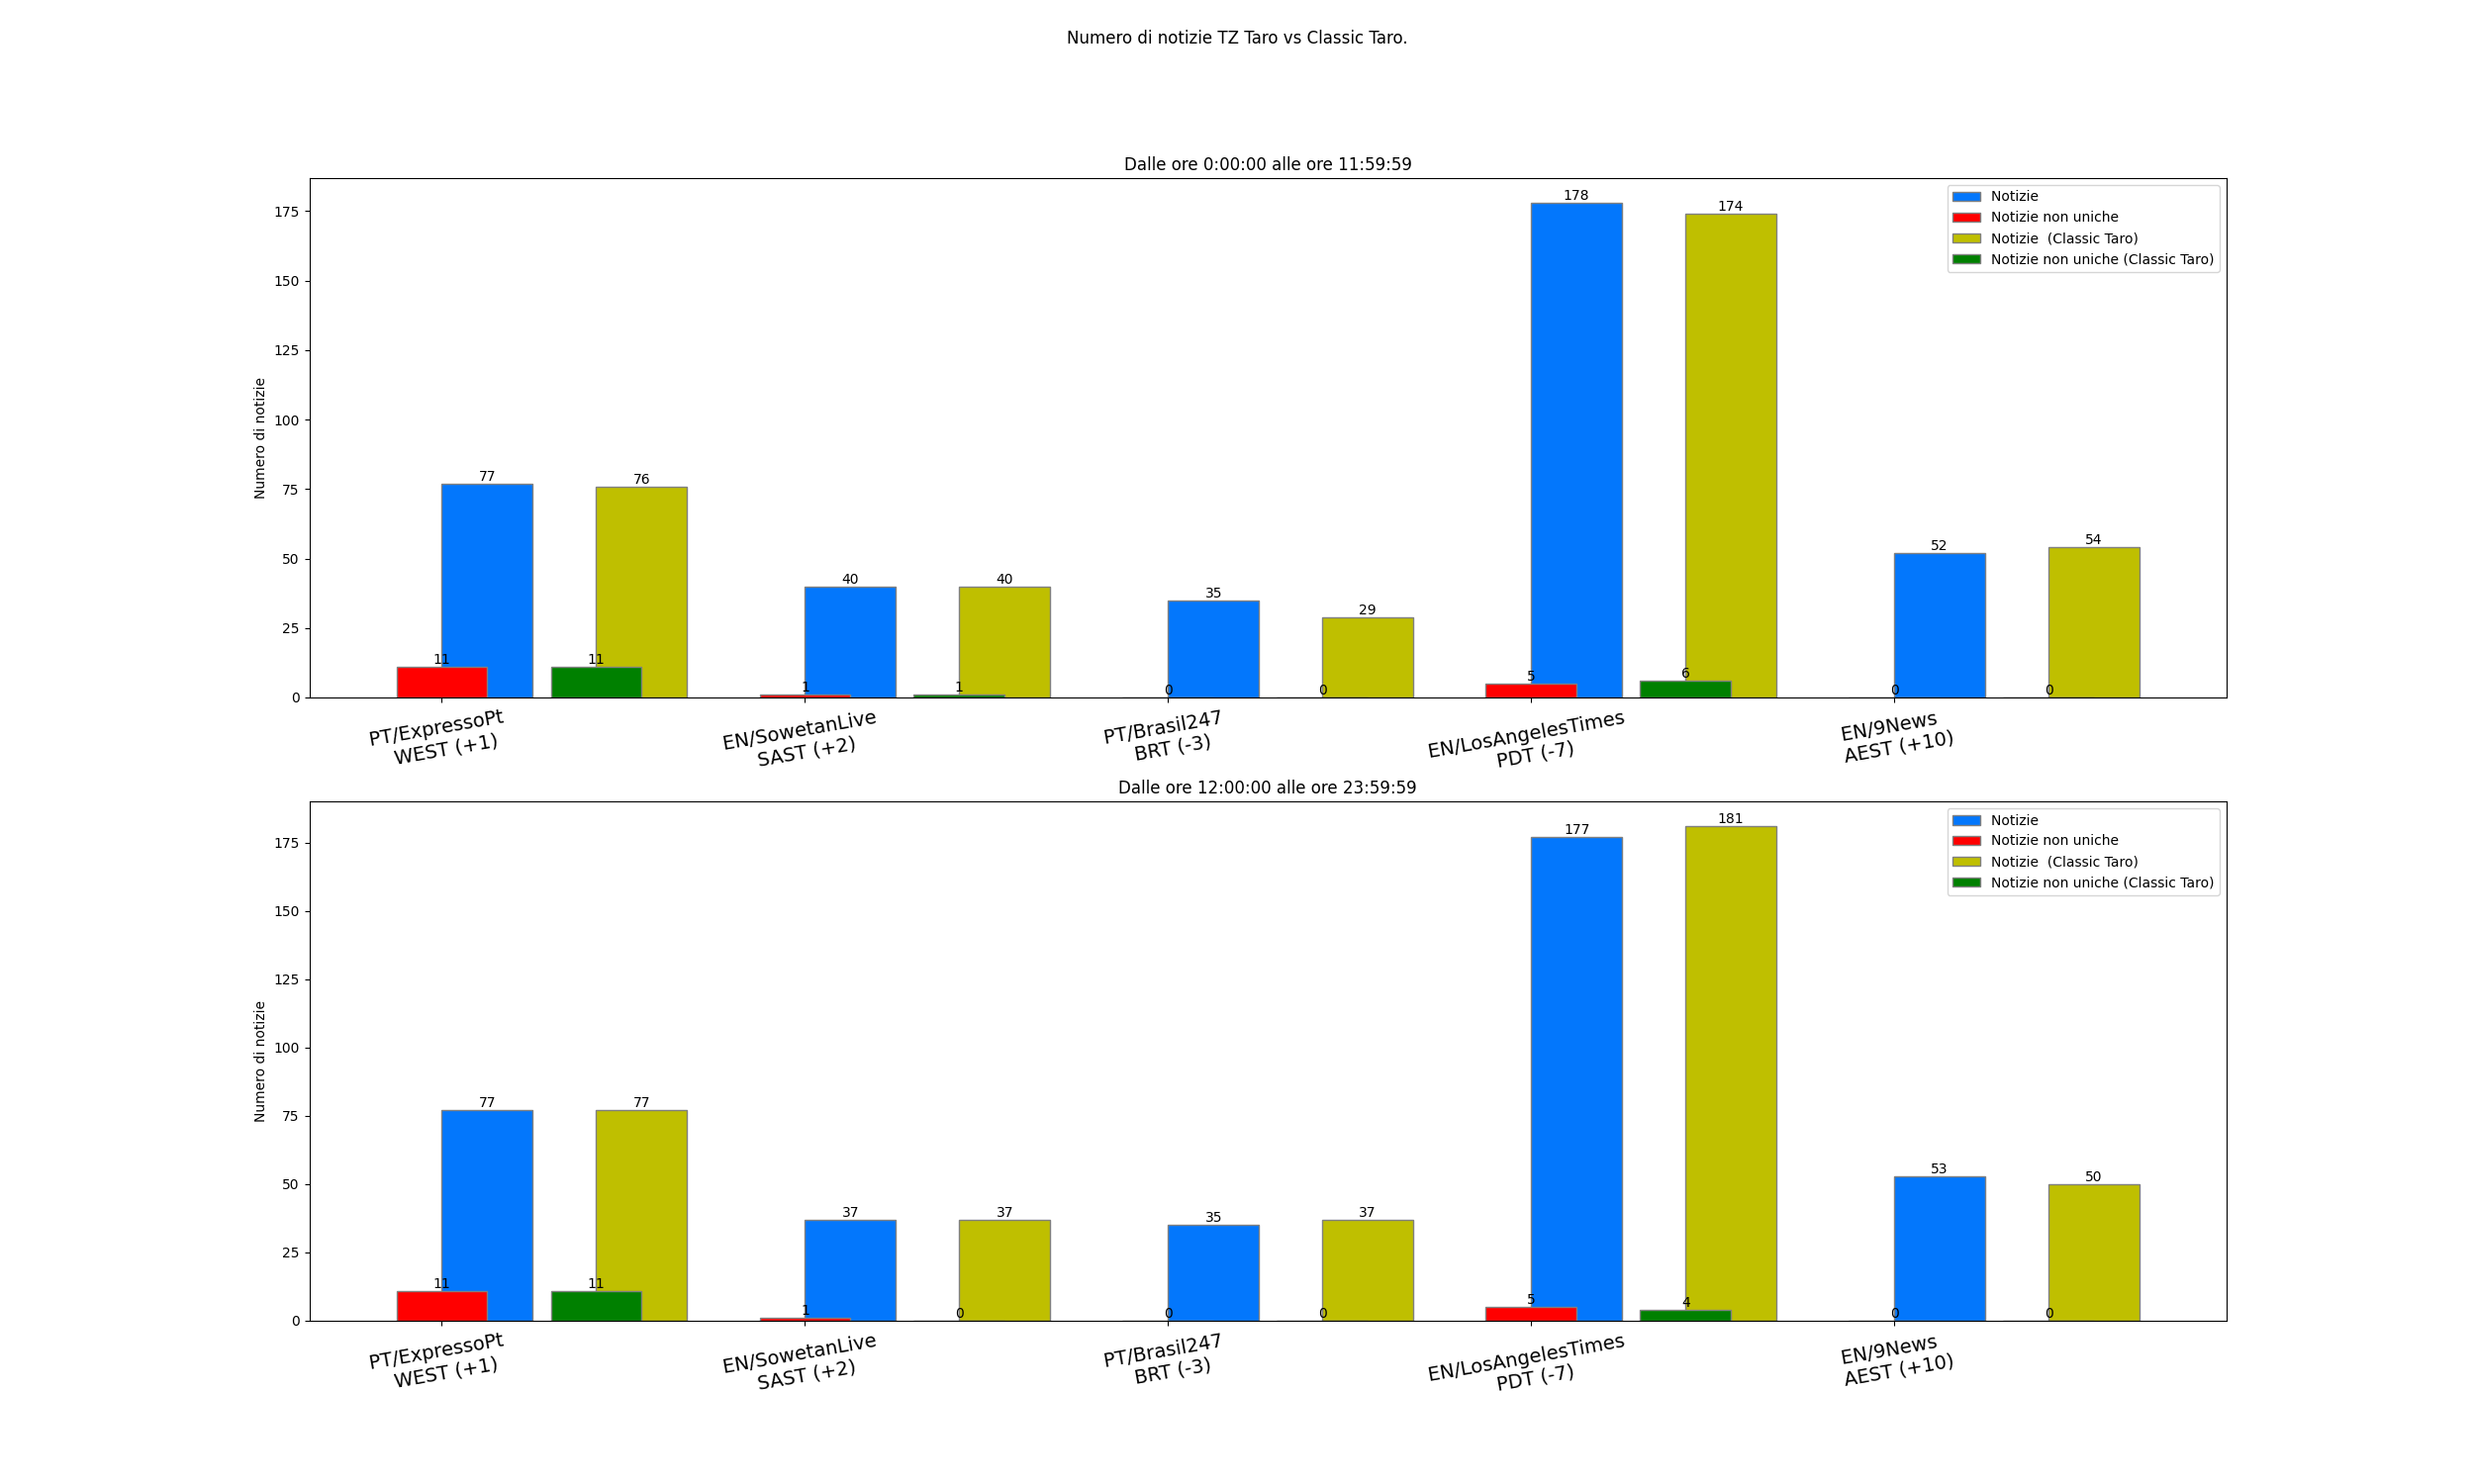 Numero di notizie TZ Taro vs Classic Taro.
Dalle ore 0:00:00 alle ore 11:59:59
Numero di notizie
175
150
125
100
75
50
25
0
Notizie
Notizie non uniche
Notizie  (Classic Taro)
Notizie non uniche (Classic Taro)
11
77
11
76
1
40
1
40
0
35
0
29
5
178
6
174
0
52
0
54
PT/ExpressoPt
WEST (+1)
EN/SowetanLive
SAST (+2)
PT/Brasil247
BRT (-3)
EN/LosAngelesTimes
PDT (-7)
EN/9News
AEST (+10)
Dalle ore 12:00:00 alle ore 23:59:59
Numero di notizie
175
150
125
100
75
50
25
0
Notizie
Notizie non uniche
Notizie  (Classic Taro)
Notizie non uniche (Classic Taro)
11
77
11
77
1
37
0
37
0
35
0
37
5
177
4
181
0
53
0
50
PT/ExpressoPt
WEST (+1)
EN/SowetanLive
SAST (+2)
PT/Brasil247
BRT (-3)
EN/LosAngelesTimes
PDT (-7)
EN/9News
AEST (+10)